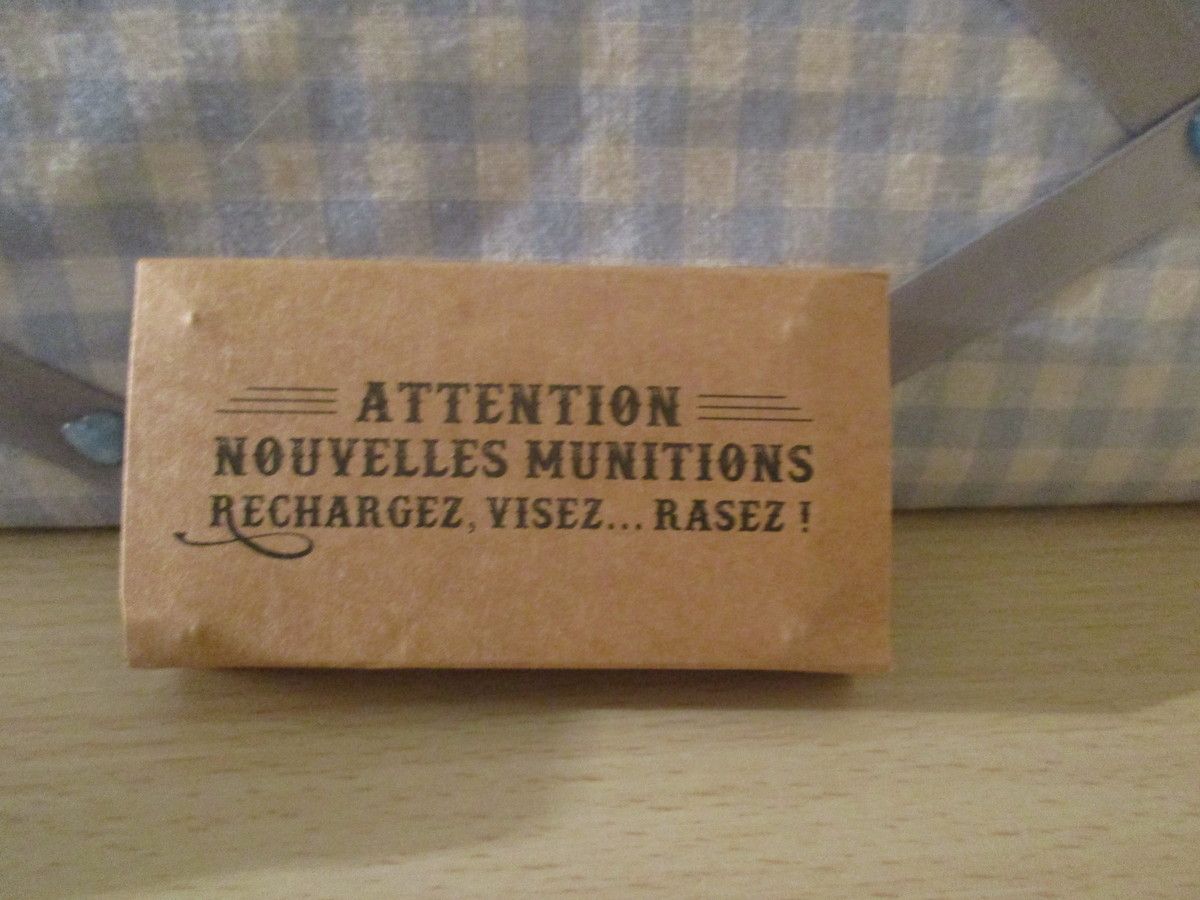 ATTENTION
NOUVELLES MUNITIONS
RECHARGEZ, VISEZ... RASEZ !